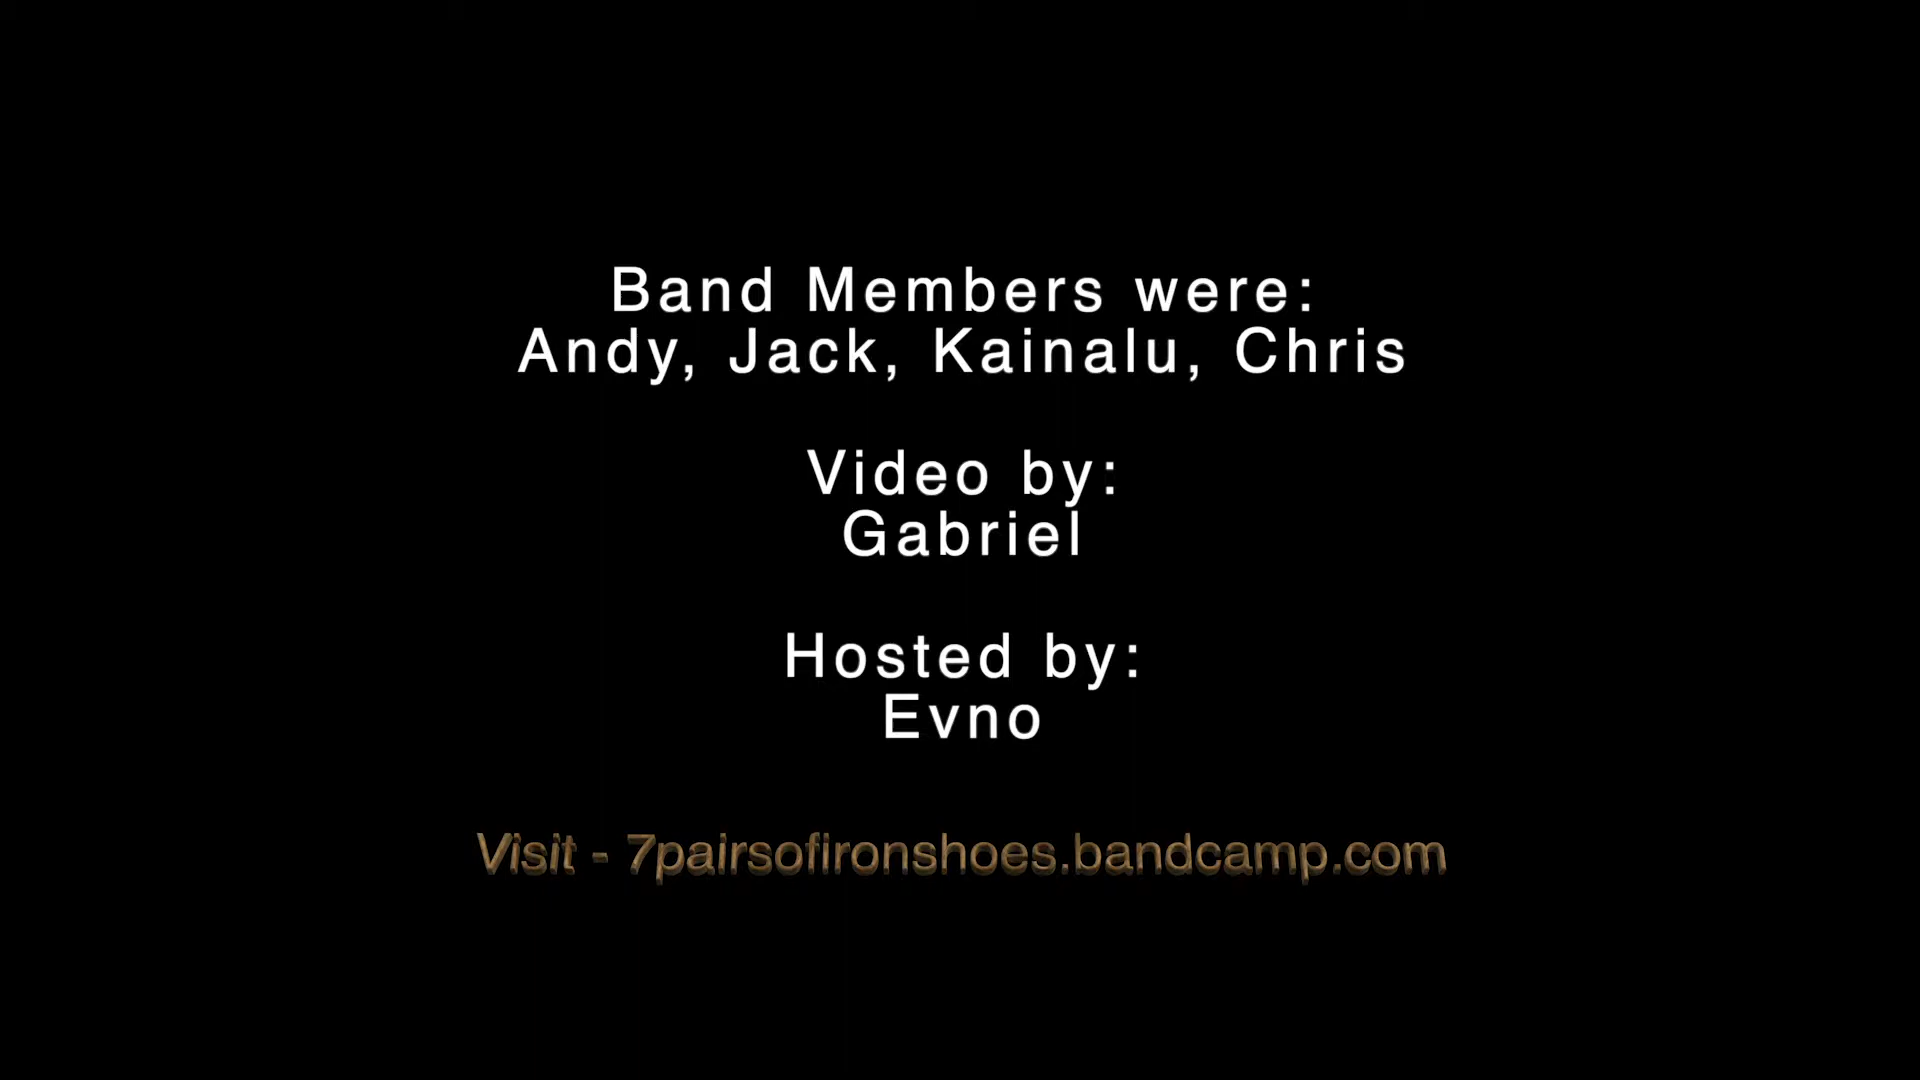 Band Members were:
Andy, Jack, Kainalu, Chris
Video by:
Gabriel
Hosted by:
Evno
Visit - 7pairsofironshoes.bandcamp.com